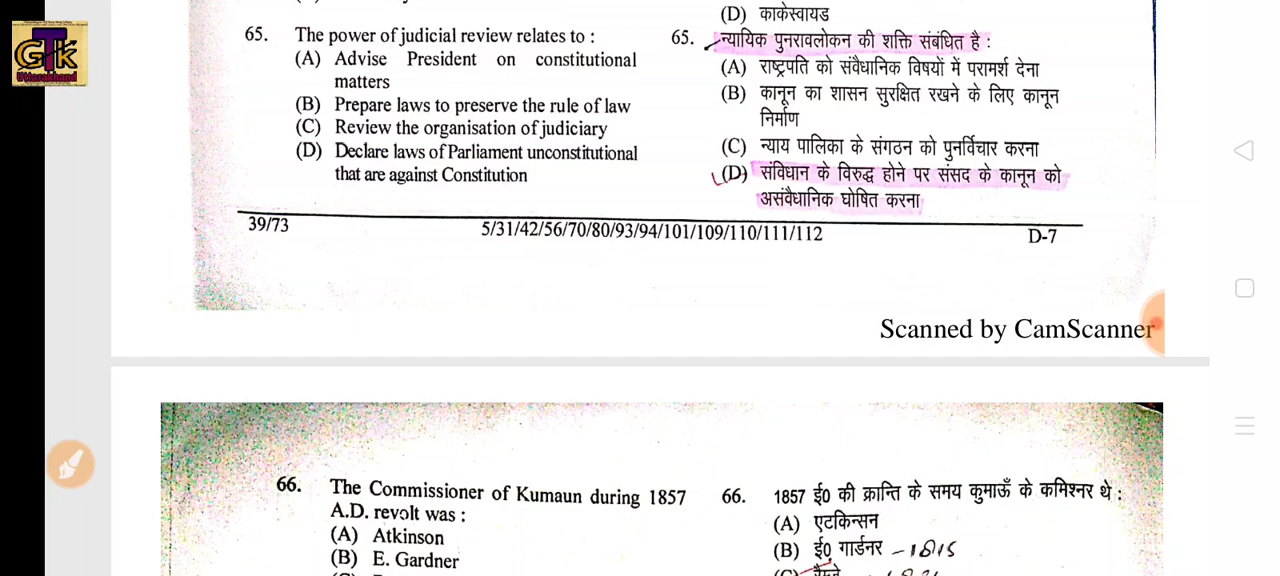 GTK
Uttarakhand
(D) काकेस्वायड
65. The power of judicial review relates to :
(A) Advise President on constitutional
matters
(B) Prepare laws to preserve the rule of law
(C) Review the organisation of judiciary
(D) Declare laws of Parliament unconstitutional
that are against Constitution
65. न्यायिक पुनरावलोकन की शक्ति संबंधित है :
(A) राष्ट्रपति को संवैधानिक विषयों में परामर्श देना
(B) कानून का शासन सुरक्षित रखने के लिए कानून
निर्माण
(C) न्याय पालिका के संगठन को पुनर्विचार करना
(D) संविधान के विरुद्ध होने पर संसद के कानून को
असंवैधानिक घोषित करना
39/73 5/31/42/56/70/80/93/94/101/109/110/111/112 D-7
Scanned by CamScanner
66. The Commissioner of Kumaun during 1857
A.D. revolt was :
(A) Atkinson
(B) E. Gardner
66. 1857 ई0 की क्रान्ति के समय कुमाऊँ के कमिश्नर थे :
(A) एटकिन्सन
(B) ई0 गार्डनर - 1815